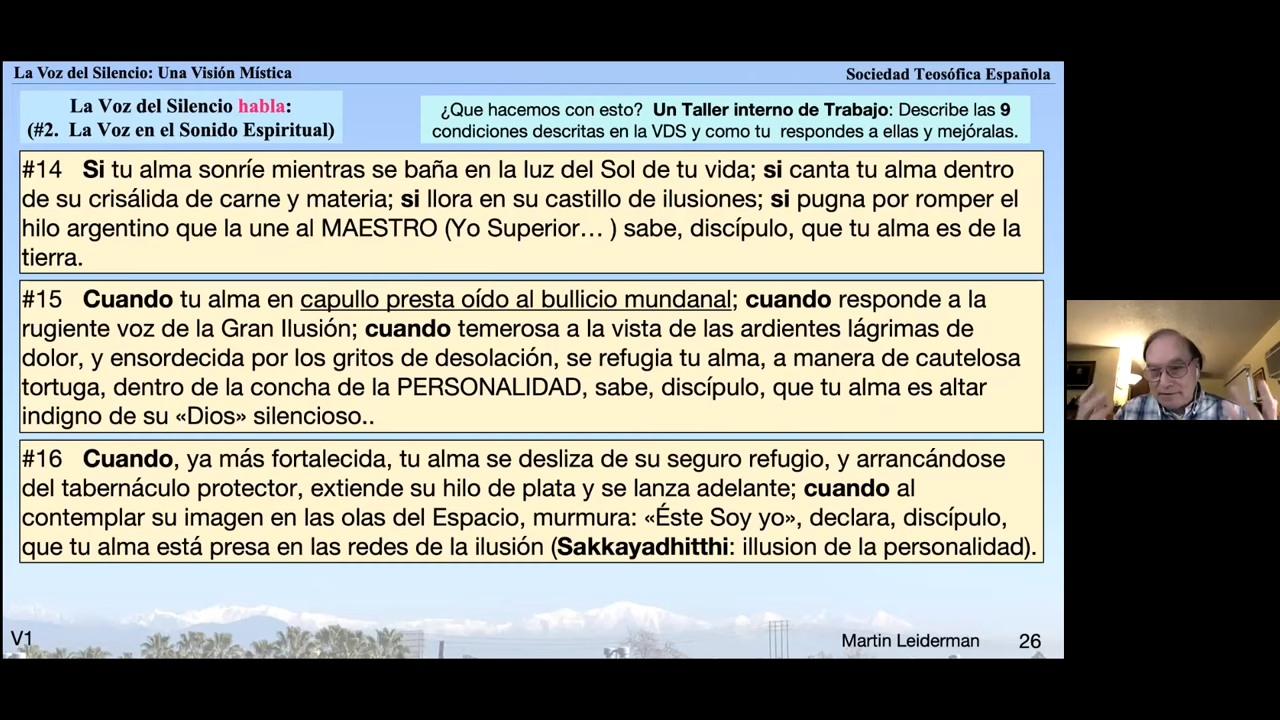 La Voz del Silencio: Una Visión Mística
Sociedad Teosófica Española
La Voz del Silencio habla:
(#2. La Voz en el Sonido Espiritual)
¿Que hacemos con esto? Un Taller interno de Trabajo: Describe las 9
condiciones descritas en la VDS y como tu respondes a ellas y mejóralas.
#14 Si tu alma sonríe mientras se baña en la luz del Sol de tu vida; si canta tu alma dentro
de su crisálida de carne y materia; si llora en su castillo de ilusiones; si pugna por romper el
hilo argentino que la une al MAESTRO (Yo Superior… ) sabe, discípulo, que tu alma es de la
tierra.
#15 Cuando tu alma en capullo presta oído al bullicio mundanal; cuando responde a la
rugiente voz de la Gran Ilusión; cuando temerosa a la vista de las ardientes lágrimas de
dolor, y ensordecida por los gritos de desolación, se refugia tu alma, a manera de cautelosa
tortuga, dentro de la concha de la PERSONALIDAD, sabe, discípulo, que tu alma es altar
indigno de su «Dios» silencioso..
#16 Cuando, ya más fortalecida, tu alma se desliza de su seguro refugio, y arrancándose
del tabernáculo protector, extiende su hilo de plata y se lanza adelante; cuando al
contemplar su imagen en las olas del Espacio, murmura: «Éste Soy yo», declara, discípulo,
que tu alma está presa en las redes de la ilusión (Sakkayadhitthi: illusion de la personalidad).
V1
Martin Leiderman
26